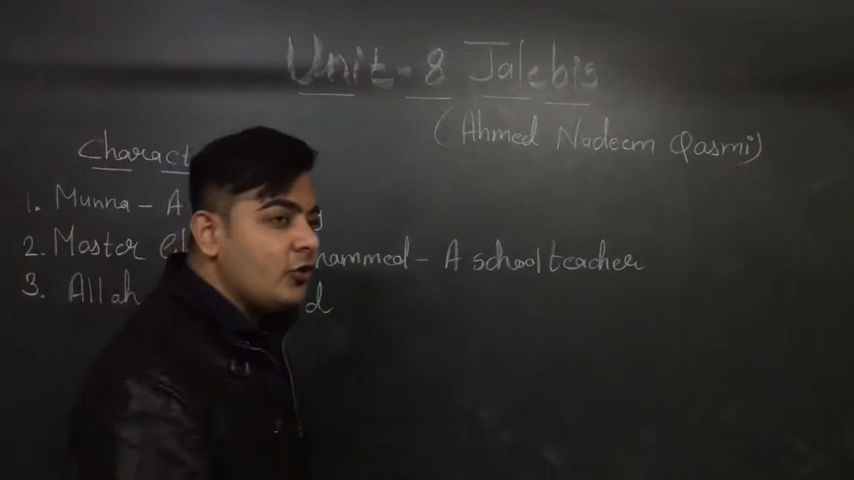 Unit-8 Jalebis
(Ahmed Nadeem Qasmi)
Charact
1. Munna - A
2. Master hammed - A school teacher
3. Allah d